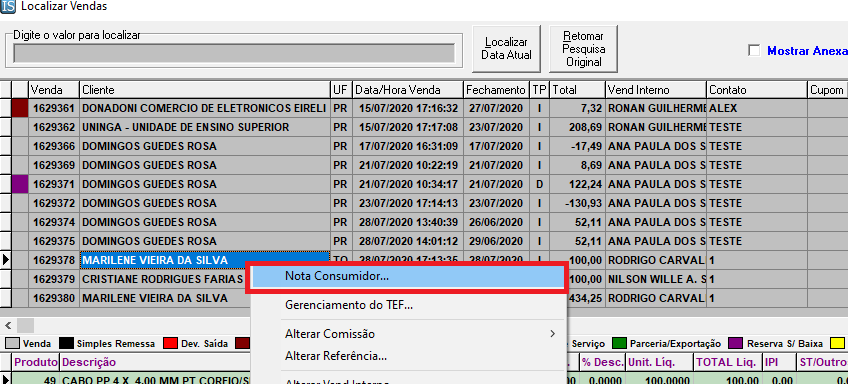 IS Localizar Vendas
Digite o valor para localizar
Localizar
Data Atual
Retomar
Pesquisa
Original
Mostrar Anexa
Venda Cliente UF Data/Hora Venda Fechamento TP Total Vend Interno Contato Cupom
1629361 DONADONI COMERCIO DE ELETRONICOS EIRELI PR 15/07/2020 17:16:32 27/07/2020 I 7,32 RONAN GUILHERME ALEX
1629362 UNINGA - UNIDADE DE ENSINO SUPERIOR PR 15/07/2020 17:17:08 23/07/2020 I 208,69 RONAN GUILHERME TESTE
1629366 DOMINGOS GUEDES ROSA PR 17/07/2020 16:31:09 17/07/2020 I -17,49 ANA PAULA DOS S TESTE
1629369 DOMINGOS GUEDES ROSA PR 21/07/2020 10:22:19 21/07/2020 I 8,69 ANA PAULA DOS S TESTE
1629371 DOMINGOS GUEDES ROSA PR 21/07/2020 10:34:17 21/07/2020 D 122,24 ANA PAULA DOS S TESTE
1629372 DOMINGOS GUEDES ROSA PR 23/07/2020 17:14:13 23/07/2020 I -130,93 ANA PAULA DOS S TESTE
1629374 DOMINGOS GUEDES ROSA PR 28/07/2020 13:40:39 26/06/2020 I 52,11 ANA PAULA DOS S TESTE
1629375 DOMINGOS GUEDES ROSA PR 28/07/2020 14:01:12 29/06/2020 I 52,11 ANA PAULA DOS S TESTE
1629378 MARILENE VIEIRA DA SILVA TO 28/07/2020 17:13:35 28/07/2020 I 100,00 RODRIGO CARVAL 1
1629379 CRISTIANE RODRIGUES FARIAS 100,00 NILSON WILLE A. S 1
1629380 MARILENE VIEIRA DA SILVA 434,25 RODRIGO CARVAL 1
Nota Consumidor...
Gerenciamento do TEF...
Alterar Comissão
Alterar Referência...
Alterar Vend Interno
Venda Simples Remessa Dev. Saída Serviço Parceria/Exportação Reserva S/ Baixa
Produto Descrição % Desc. Unit. Líq. TOTAL Liq. IPI ST/Outro
49 CABO PP 4 X 4,00 MM PT CORFIO/S 0,0000 100,0000 100,00 0,00 0,00